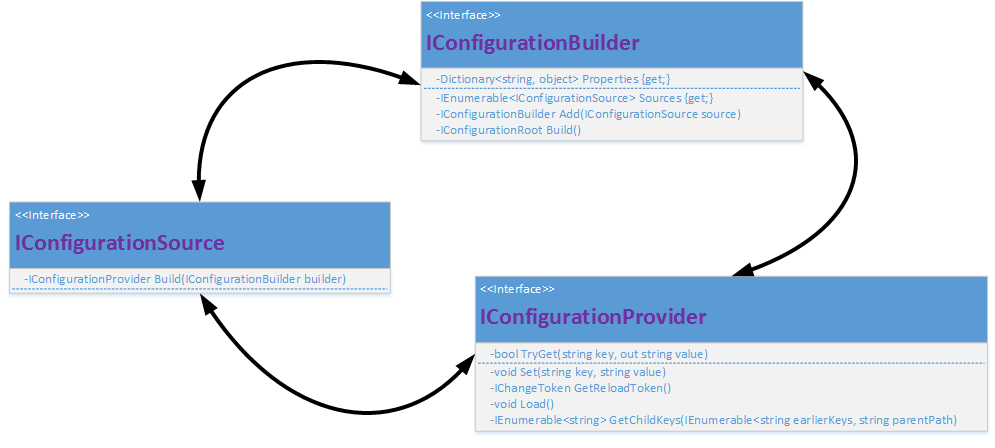 <<Interface>>
IConfigurationBuilder
-Dictionary<string, object> Properties {get;}
-IEnumerable<IConfigurationSource> Sources {get;}
-IConfigurationBuilder Add(IConfigurationSource source)
-IConfigurationRoot Build()
<<Interface>>
IConfigurationSource
-IConfigurationProvider Build(IConfigurationBuilder builder)
<<Interface>>
IConfigurationProvider
-bool TryGet(string key, out string value)
-void Set(string key, string value)
-IChangeToken GetReloadToken()
-void Load()
-IEnumerable<string> GetChildKeys(IEnumerable<string earlierKeys, string parentPath)